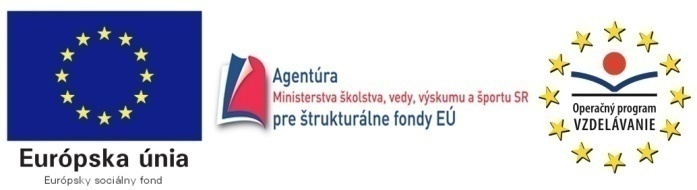 Európska únia
Európsky sociálny fond
Agentúra
Ministerstva školstva, vedy, výskumu a športu SR
pre štrukturálne fondy EÚ
Operačný program
VZDELÁVANIE